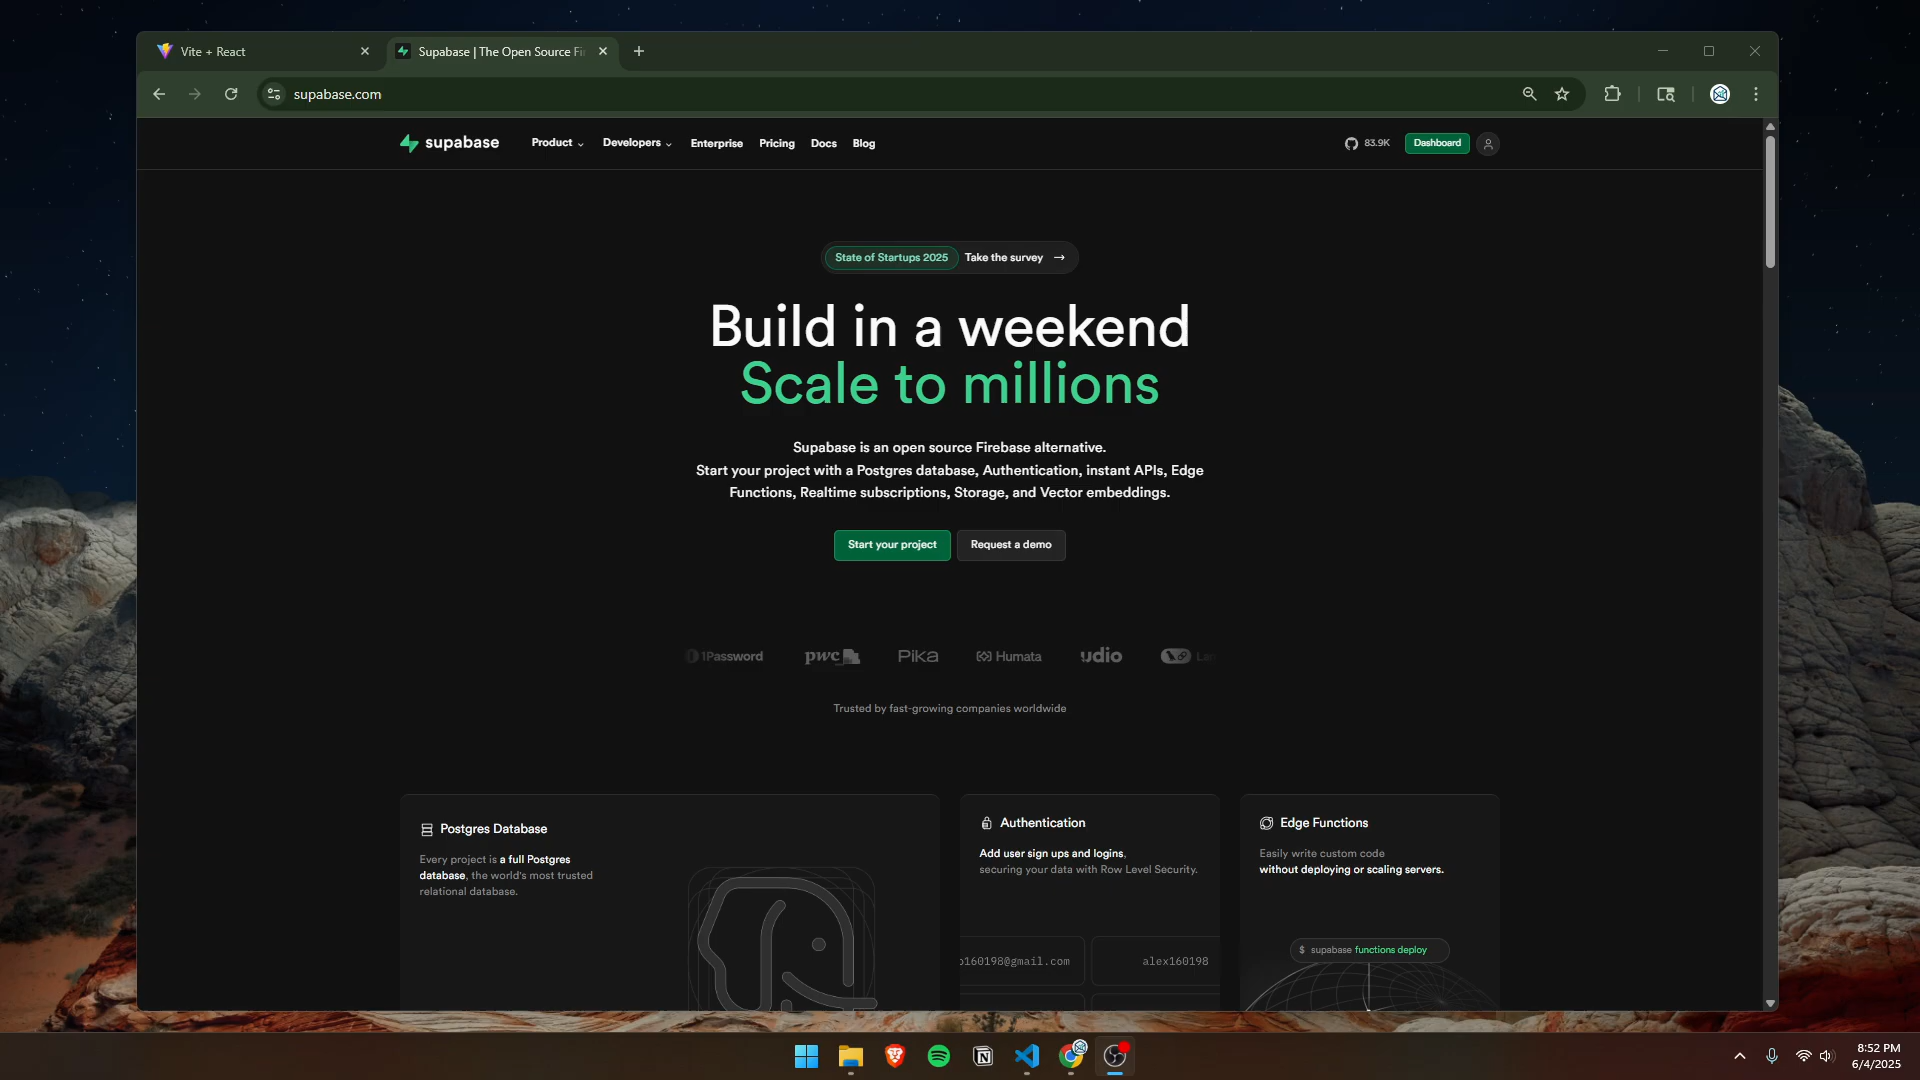 Vite + React
Supabase | The Open Source Fi
supabase.com
supabase
Product
Developers
Enterprise
Pricing
Docs
Blog
83.9K
Dashboard
State of Startups 2025 Take the survey →
Build in a weekend
Scale to millions
Supabase is an open source Firebase alternative.
Start your project with a Postgres database, Authentication, instant APIs, Edge
Functions, Realtime subscriptions, Storage, and Vector embeddings.
Start your project
Request a demo
1Password
pwc
Pika
Humata
udio
Trusted by fast-growing companies worldwide
Postgres Database
Every project is a full Postgres
database, the world's most trusted
relational database.
Authentication
Add user sign ups and logins,
securing your data with Row Level Security.
160198@gmail.com
alex160198
Edge Functions
Easily write custom code
without deploying or scaling servers.
$ supabase functions deploy
8:52 PM
6/4/2025